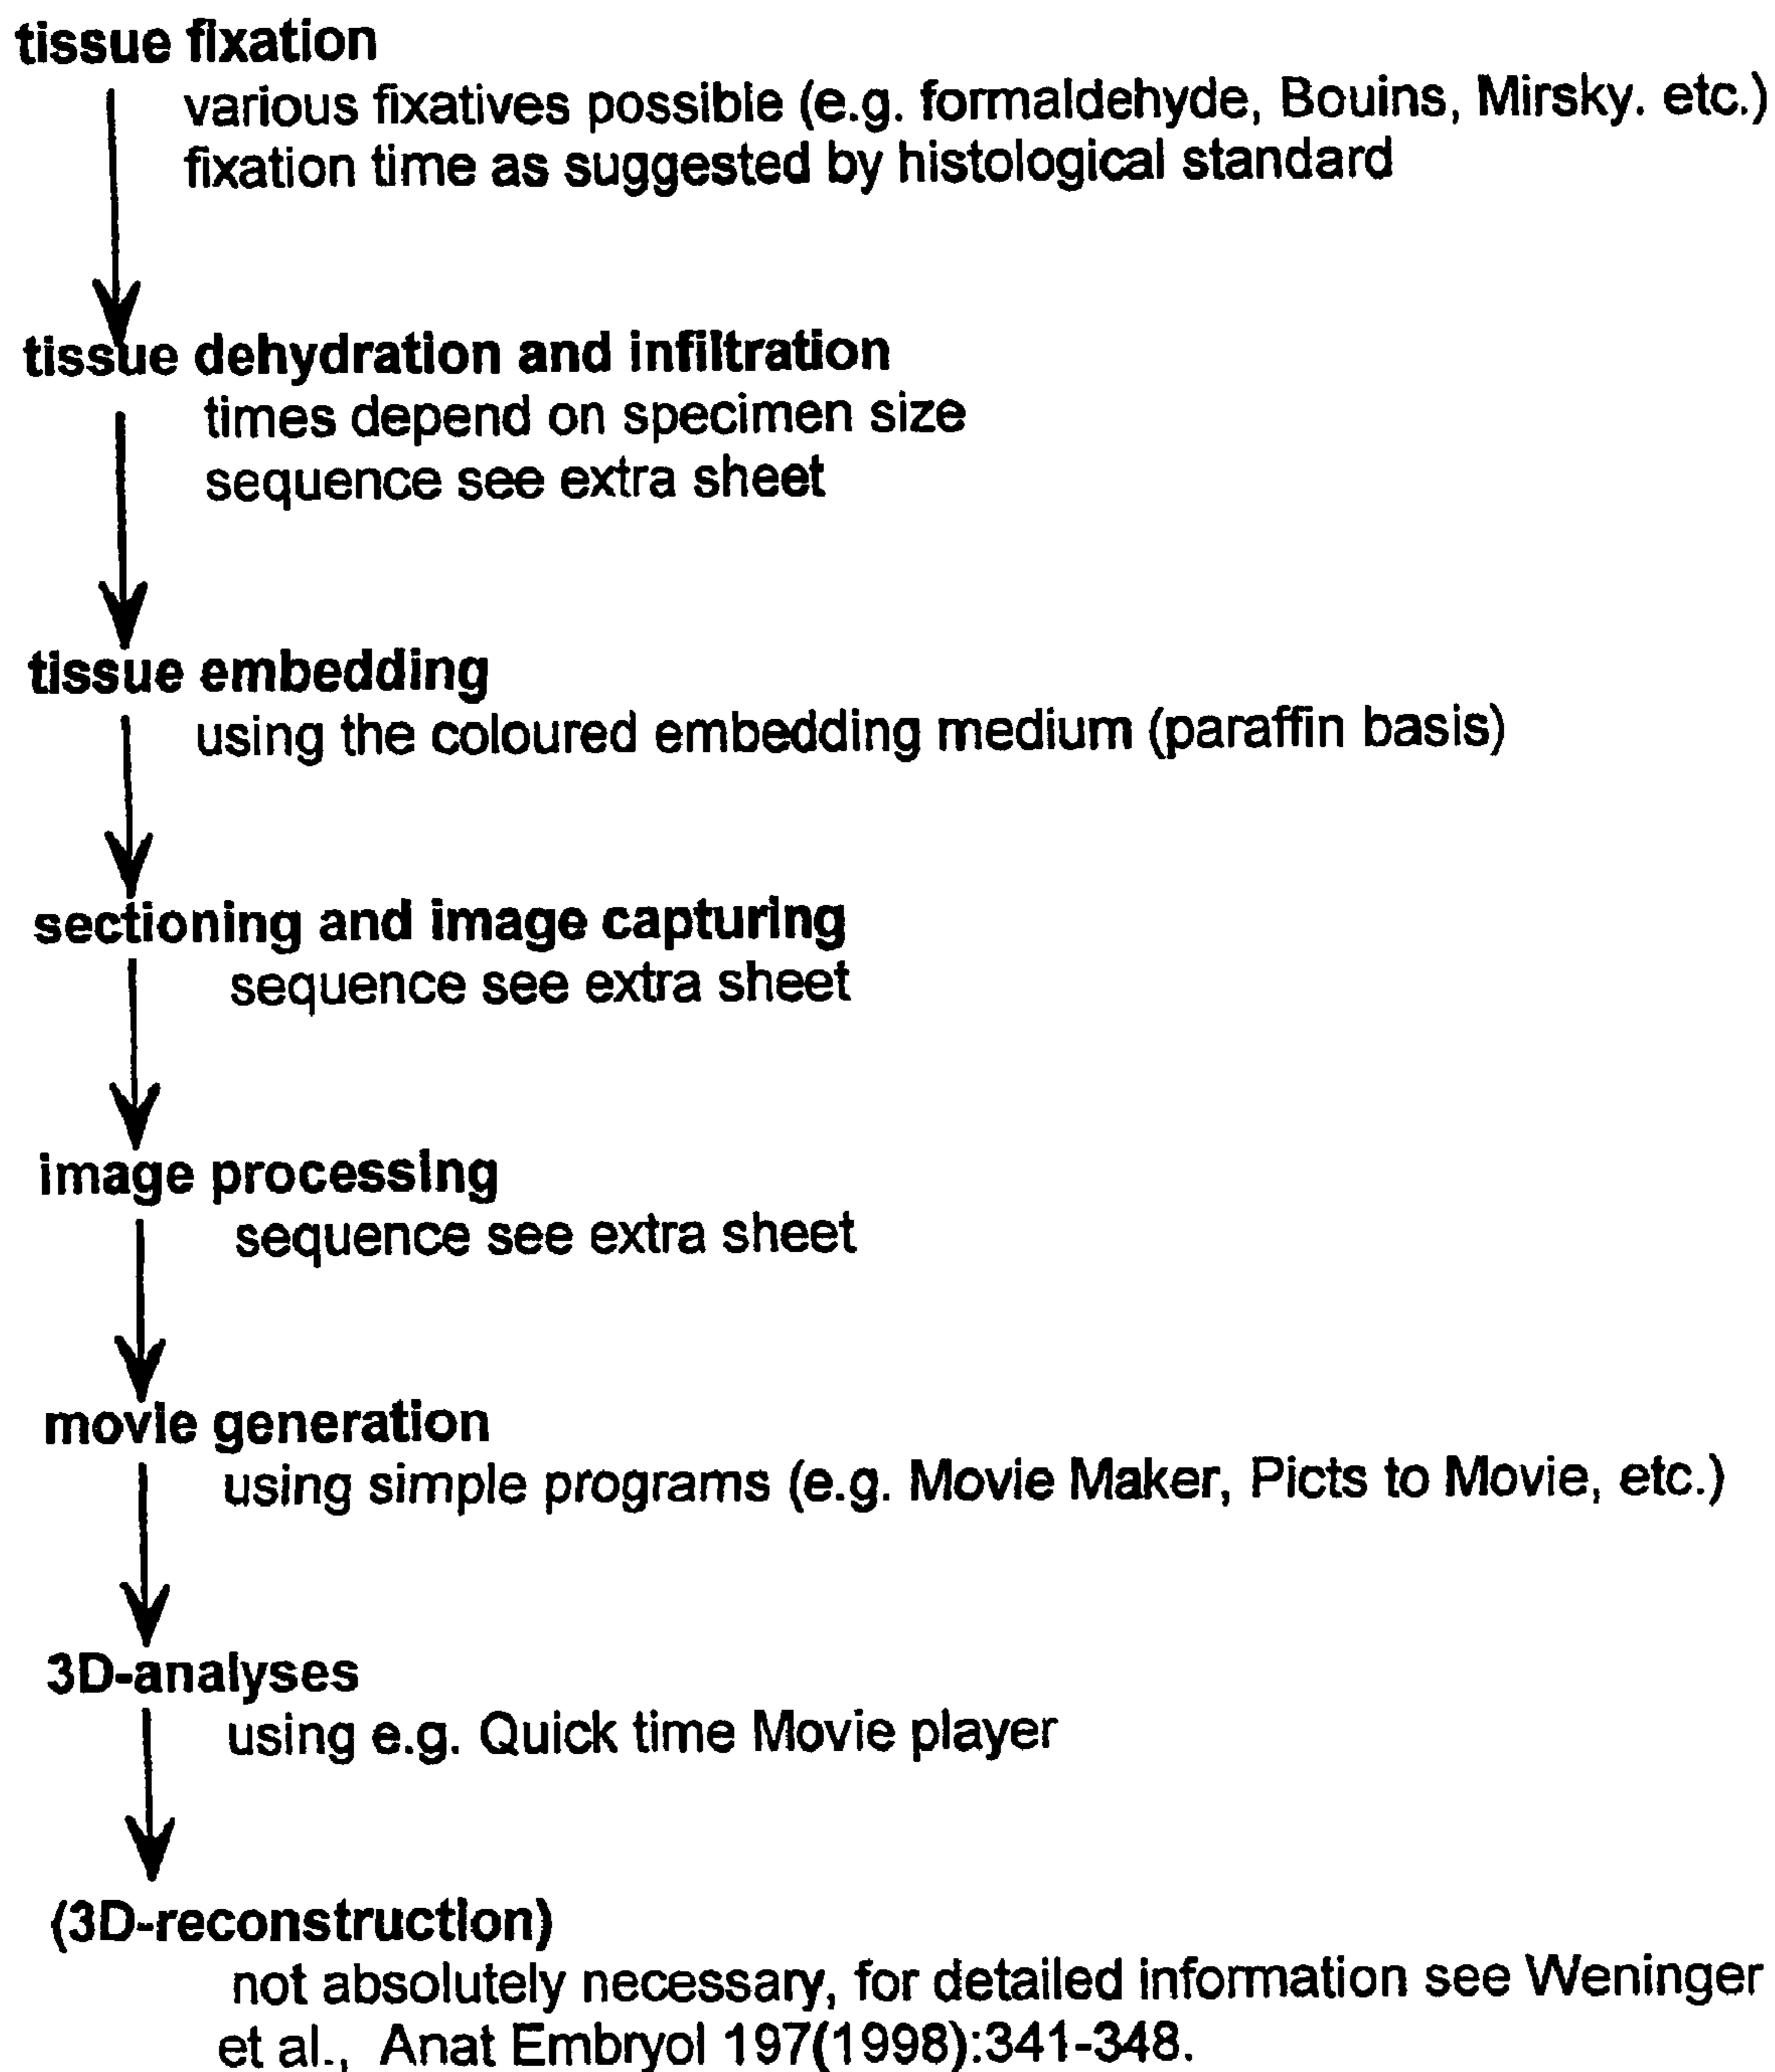 tissue fixation
various fixatives possible (e.g. formaldehyde, Bouins, Mirsky. etc.)
fixation time as suggested by histological standard
tissue dehydration and infiltration
times depend on specimen size
sequence see extra sheet
tissue embedding
using the coloured embedding medium (paraffin basis)
sectioning and image capturing
sequence see extra sheet
image processing
sequence see extra sheet
movie generation
using simple programs (e.g. Movie Maker, Picts to Movie, etc.)
3D-analyses
using e.g. Quick time Movie player
(3D-reconstruction)
not absolutely necessary, for detailed information see Weninger
et al., Anat Embryol 197(1998):341-348.